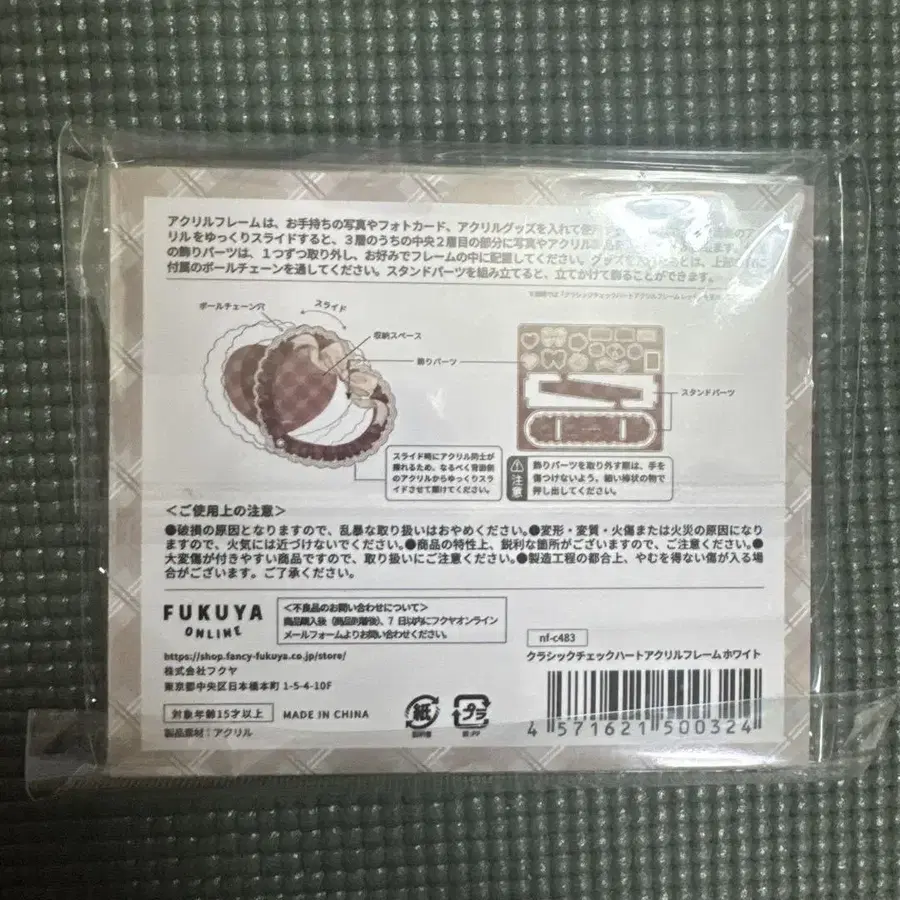 アクリルフレームは、お手持ちの写真やフォトカード、アクリルグッズを入れて使用
リルをゆっくりスライドすると、3層のうちの中央2層目の部分に写真やアクリル
の飾りパーツは、1つずつ取り外し、お好みでフレームの中に配置してください。
付属のボールチェーンを通してください。スタンドパーツを組み立てると、立てかけて飾ることができます。
ボールチェーン穴
スライド
収納スペース
飾りパーツ
スタンドパーツ
スライド時にアクリル同士が
擦れるため、なるべく背面側
のアクリルからゆっくりスラ
イドさせて開けてください。
注意
飾りパーツを取り外す際は、手を
傷つけないよう、細い棒状の物で
押し出してください。
<ご使用上の注意>
●破損の原因となりますので、乱暴な取り扱いはおやめください。●変形・変質・火傷または火災の原因になり
ますので、火気には近づけないでください。●商品の特性上、鋭利な箇所がございますので、ご注意ください。●
大変傷が付きやすい商品ですので、取り扱いにご注意ください。●製造工程の都合上、やむを得ない傷が入る場
合がございます。ご了承ください。
FUKUYA
ONLINE
<不良品のお問い合わせについて>
商品購入後(商品到着後)、7日以内にフクヤオンライン
メールフォームよりお問い合わせください。
https://shop.fancy-fukuya.co.jp/store/
株式会社フクヤ
東京都中央区日本橋本町 1-5-4-10F
対象年齢15才以上
MADE IN CHINA
製品素材:アクリル
紙
プラ
nf-c483
クラシックチェックハートアクリルフレームホワイト
4 571621 500324